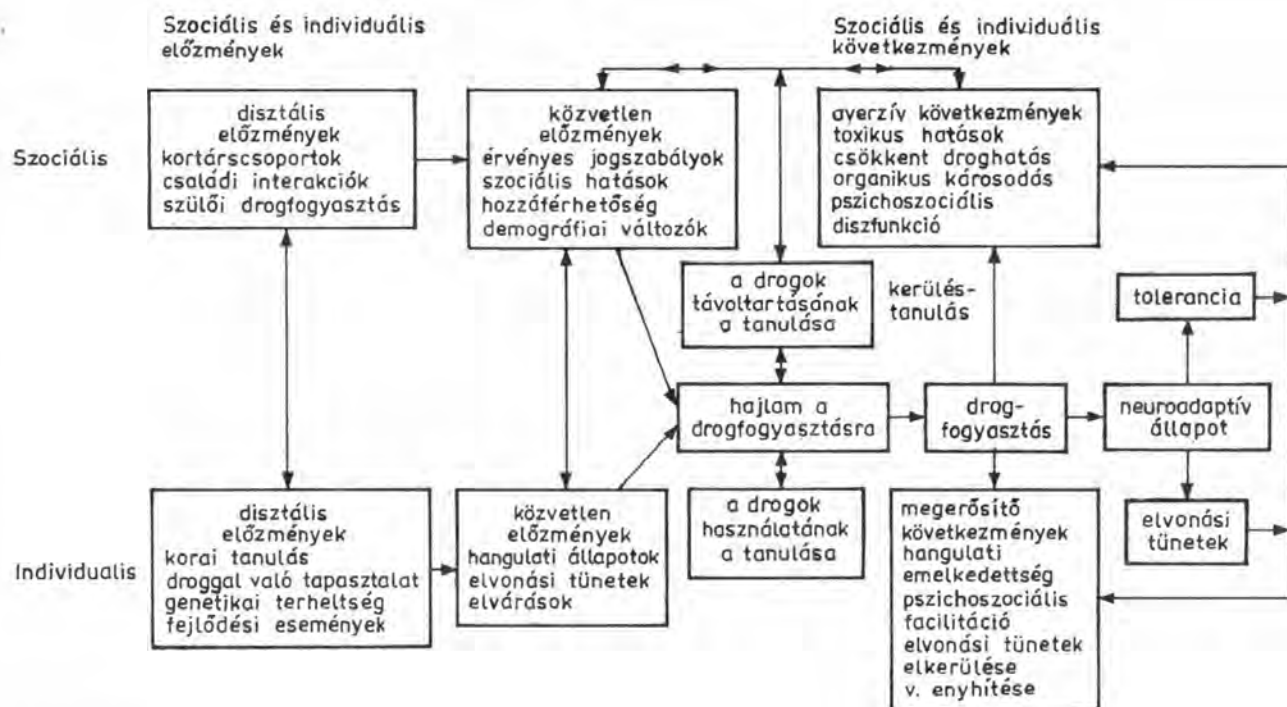 Szociális és individuális
előzmények
Szociális és individuális
következmények
Szociális
disztális
előzmények
kortárscsoportok
családi interakciók
szülői drogfogyasztás
közvetlen
előzmények
érvényes jogszabályok
szociális hatások
hozzáférhetőség
demográfiai változók
averzív következmények
toxikus hatások
csökkent droghatás
organikus károsodás
pszichoszociális
diszfunkció
a drogok
távoltartásának
a tanulása
kerülés-
tanulás
tolerancia
hajlam a
drogfogyasztásra
drog-
fogyasztás
neuroadaptív
állapot
Individualis
disztális
előzmények
korai tanulás
droggal való tapasztalat
genetikai terheltség
fejlődési események
közvetlen
előzmények
hangulati állapotok
elvonási tünetek
elvárások
a drogok
használatának
a tanulása
megerősítő
következmények
hangulati
emelkedettség
pszichoszociális
facilitáció
elvonási tünetek
elkerülése
v. enyhítése
elvonási
tünetek